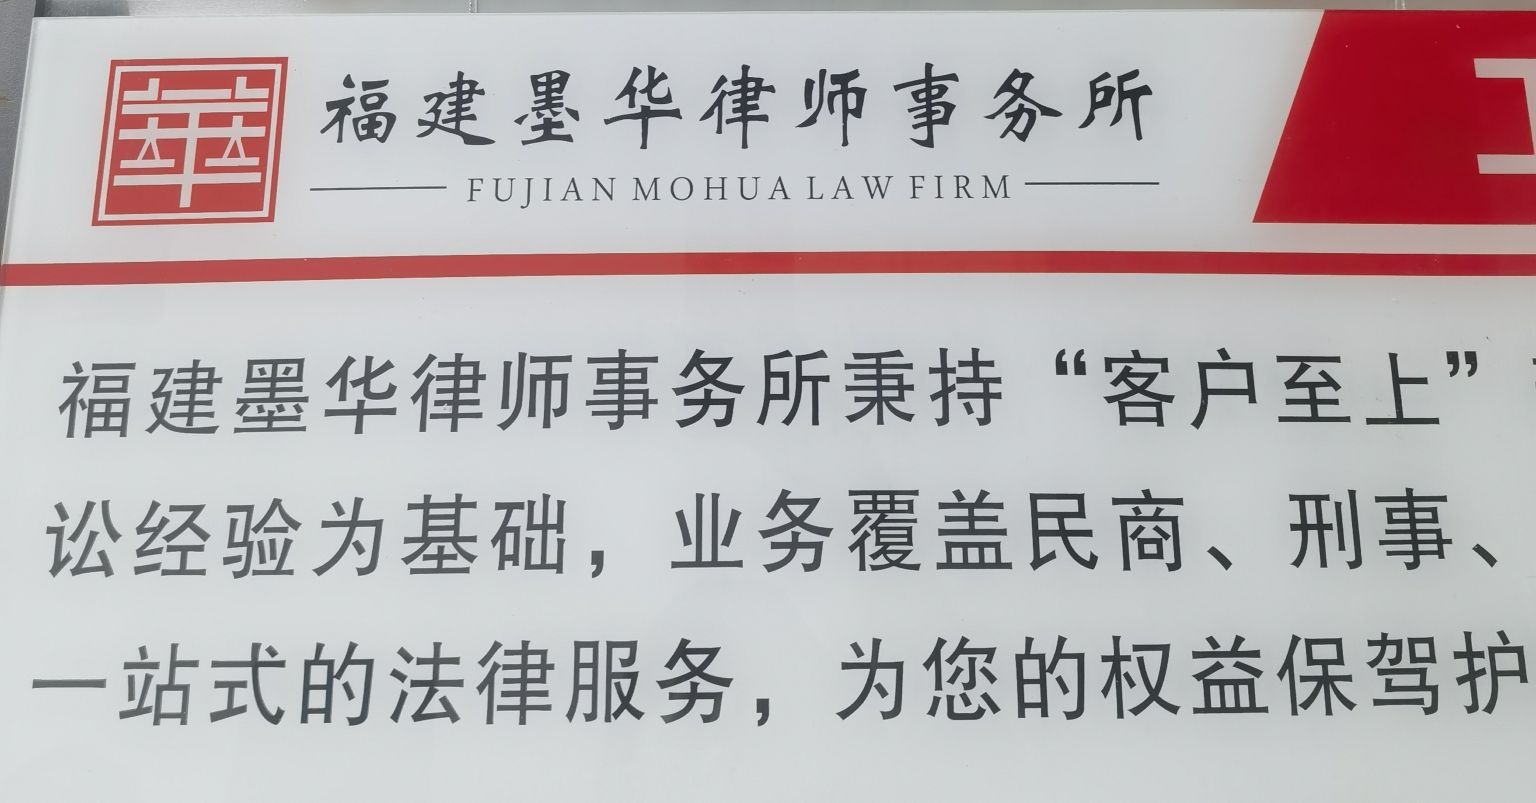 福建墨华律师事务所
FUJIAN MOHUA LAW FIRM
福建墨华律师事务所秉持“客户至上”
讼经验为基础，业务覆盖民商、刑事、
一站式的法律服务，为您的权益保驾护